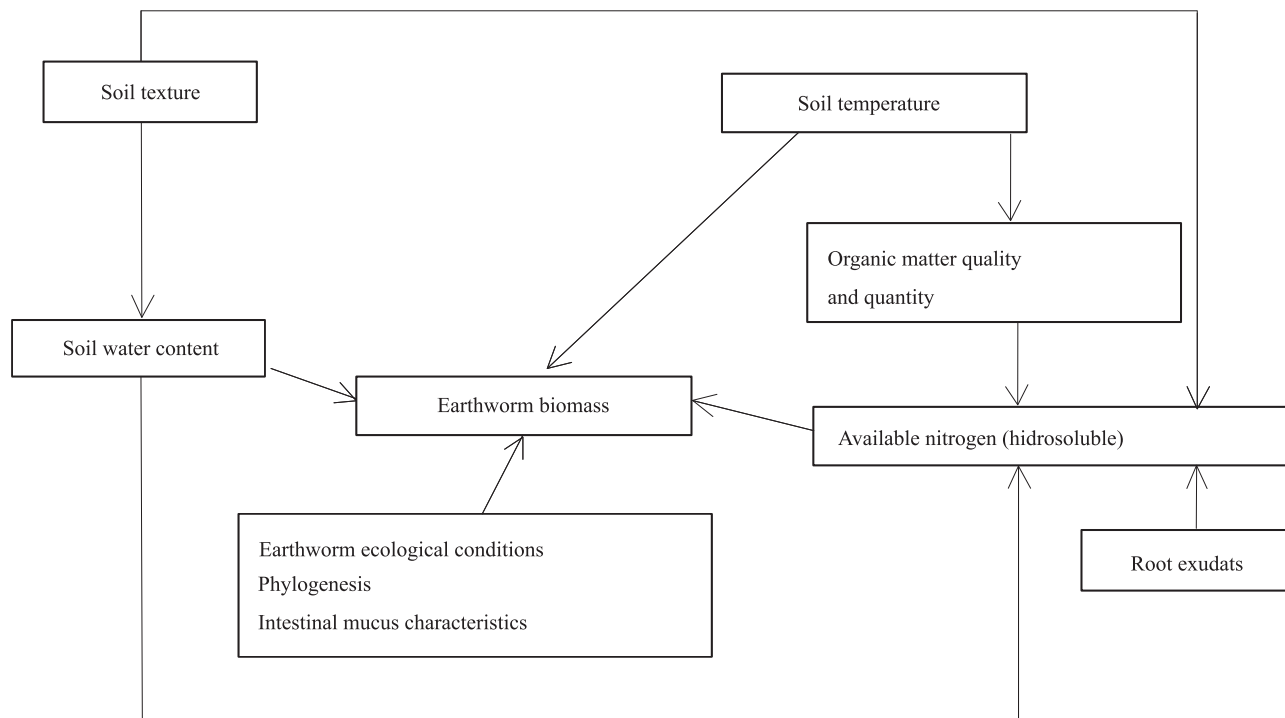 Soil texture
Soil temperature
Organic matter quality
and quantity
Soil water content
Earthworm biomass
Available nitrogen (hidrosoluble)
Earthworm ecological conditions
Phylogenesis
Intestinal mucus characteristics
Root exudats